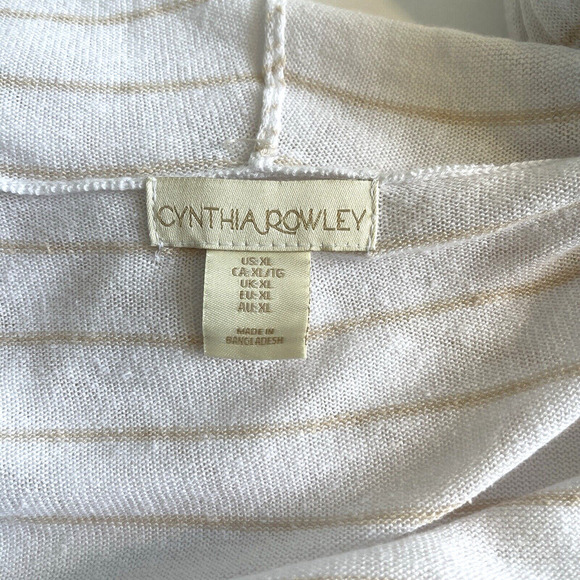 CYNTHIA ROWLEY
US: XL
CA: XL/TG
UK: XL
EU: XL
AU: XL
MADE IN
BANGLADESH